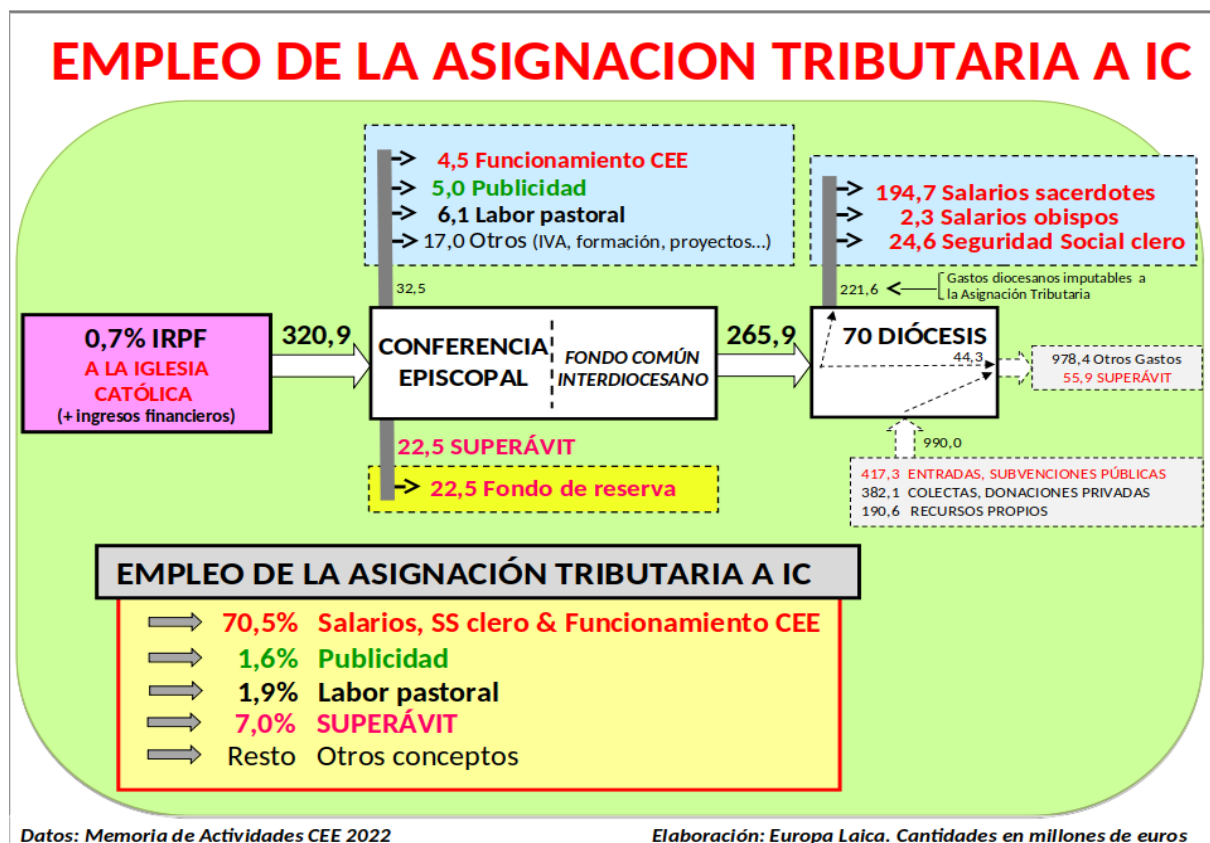 EMPLEO DE LA ASIGNACION TRIBUTARIA A IC
4,5 Funcionamiento CEE
5,0 Publicidad
6,1 Labor pastoral
17,0 Otros (IVA, formación, proyectos...)
32,5
194,7 Salarios sacerdotes
2,3 Salarios obispos
24,6 Seguridad Social clero
221,6
Gastos diocesanos imputables a
la Asignación Tributaria
0,7% IRPF
A LA IGLESIA
CATÓLICA
(+ ingresos financieros)
320,9
CONFERENCIA
EPISCOPAL
FONDO COMÚN
INTERDIOCESANO
265,9
70 DIÓCESIS
44,3
978,4 Otros Gastos
55,9 SUPERÁVIT
22,5 SUPERÁVIT
22,5 Fondo de reserva
990,0
417,3 ENTRADAS, SUBVENCIONES PÚBLICAS
382,1 COLECTAS, DONACIONES PRIVADAS
190,6 RECURSOS PROPIOS
EMPLEO DE LA ASIGNACIÓN TRIBUTARIA A IC
70,5% Salarios, SS clero & Funcionamiento CEE
1,6% Publicidad
1,9% Labor pastoral
7,0% SUPERÁVIT
Resto Otros conceptos
Datos: Memoria de Actividades CEE 2022
Elaboración: Europa Laica. Cantidades en millones de euros